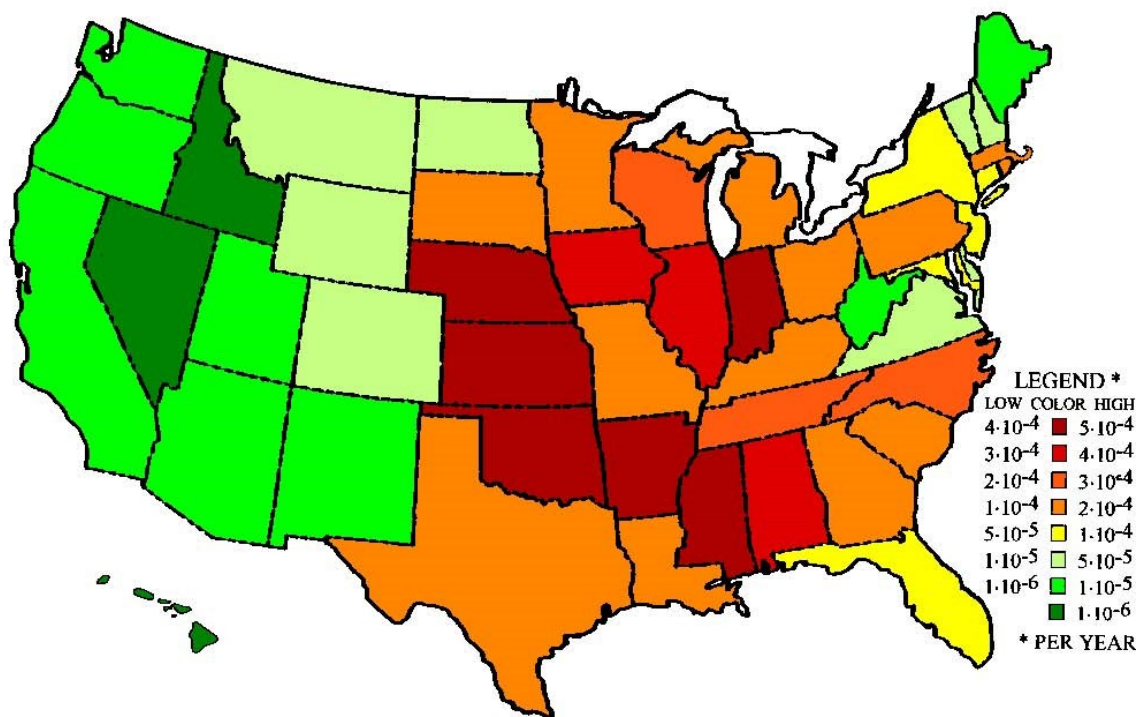 LEGEND *
LOW COLOR HIGH
4·10⁻⁴ 5·10⁻⁴
3·10⁻⁴ 4·10⁻⁴
2·10⁻⁴ 3·10⁻⁴
1·10⁻⁴ 2·10⁻⁴
5·10⁻⁵ 1·10⁻⁴
1·10⁻⁵ 5·10⁻⁵
1·10⁻⁶ 1·10⁻⁵
1·10⁻⁶
* PER YEAR